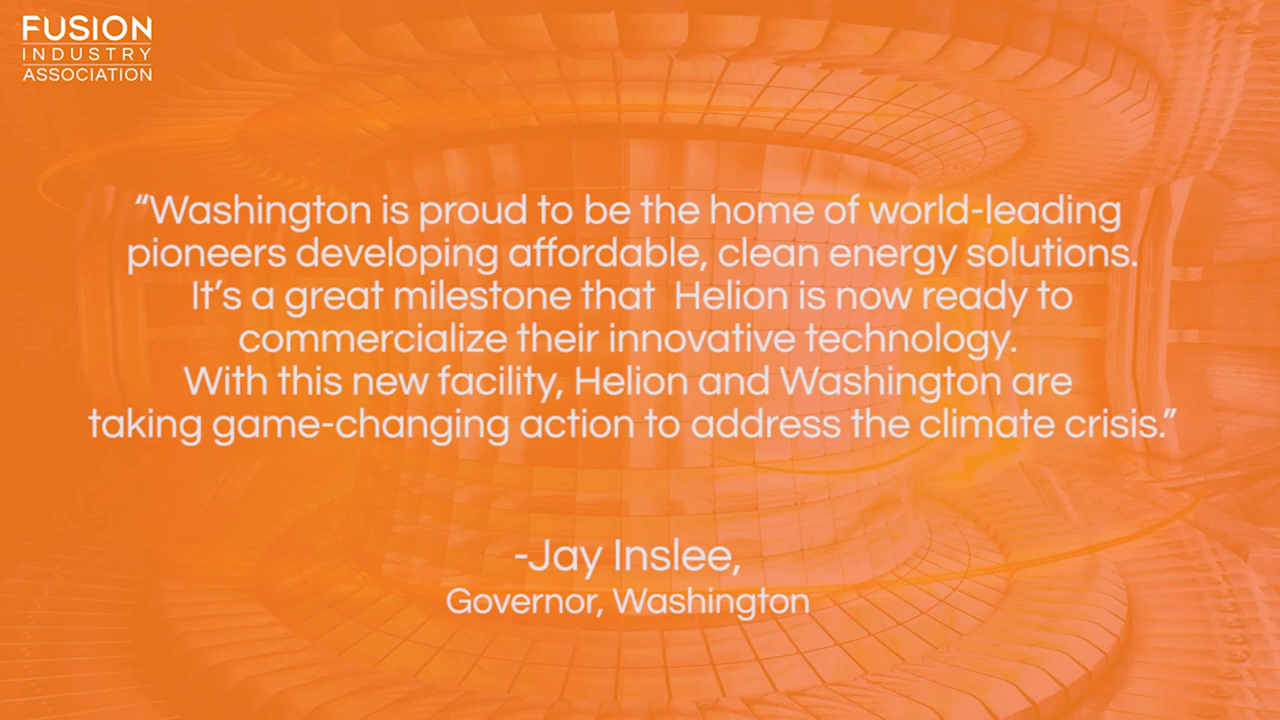 FUSION
INDUSTRY
ASSOCIATION
“Washington is proud to be the home of world-leading
pioneers developing affordable, clean energy solutions.
It’s a great milestone that  Helion is now ready to
commercialize their innovative technology.
With this new facility, Helion and Washington are
taking game-changing action to address the climate crisis.”
-Jay Inslee,
Governor, Washington